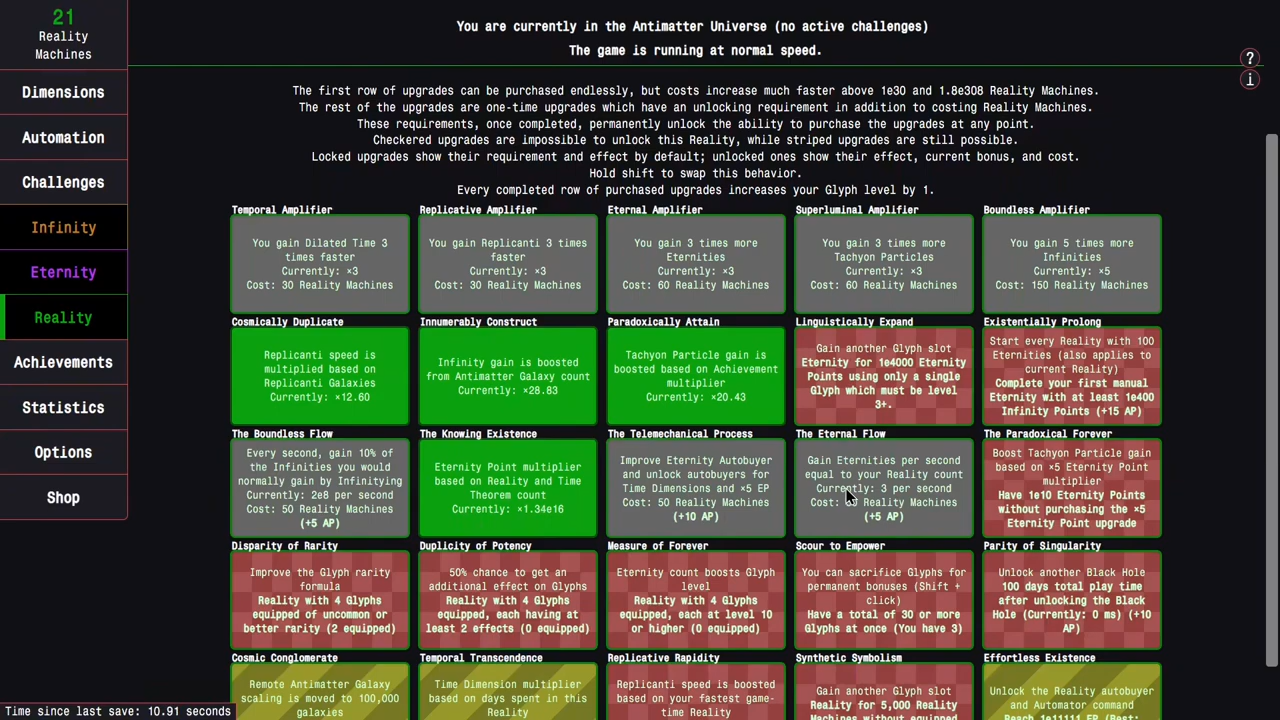 21
Reality
Machines
Dimensions
Automation
Challenges
Infinity
Eternity
Reality
Achievements
Statistics
Options
Shop
You are currently in the Antimatter Universe (no active challenges)
The game is running at normal speed.
?
i
The first row of upgrades can be purchased endlessly, but costs increase much faster above 1e30 and 1.8e308 Reality Machines.
The rest of the upgrades are one-time upgrades which have an unlocking requirement in addition to costing Reality Machines.
These requirements, once completed, permanently unlock the ability to purchase the upgrades at any point.
Checkered upgrades are impossible to unlock this Reality, while striped upgrades are still possible.
Locked upgrades show their requirement and effect by default; unlocked ones show their effect, current bonus, and cost.
Hold shift to swap this behavior.
Every completed row of purchased upgrades increases your Glyph level by 1.
Temporal Amplifier
You gain Dilated Time 3
times faster
Currently: ×3
Cost: 30 Reality Machines
Replicative Amplifier
You gain Replicanti 3 times
faster
Currently: ×3
Cost: 30 Reality Machines
Eternal Amplifier
You gain 3 times more
Eternities
Currently: ×3
Cost: 60 Reality Machines
Superluminal Amplifier
You gain 3 times more
Tachyon Particles
Currently: ×3
Cost: 60 Reality Machines
Boundless Amplifier
You gain 5 times more
Infinities
Currently: ×5
Cost: 150 Reality Machines
Cosmically Duplicate
Replicanti speed is
multiplied based on
Replicanti Galaxies
Currently: ×12.60
Innumerably Construct
Infinity gain is boosted
from Antimatter Galaxy count
Currently: ×28.83
Paradoxically Attain
Tachyon Particle gain is
boosted based on Achievement
multiplier
Currently: ×20.43
Linguistically Expand
Gain another Glyph slot
Eternity for 1e4000 Eternity
Points using only a single
Glyph which must be level
3+.
Existentially Prolong
Start every Reality with 100
Eternities (also applies to
current Reality)
Complete your first manual
Eternity with at least 1e400
Infinity Points (+15 AP)
The Boundless Flow
Every second, gain 10% of
the Infinities you would
normally gain by Infinitying
Currently: 2e8 per second
Cost: 50 Reality Machines
(+5 AP)
The Knowing Existence
Eternity Point multiplier
based on Reality and Time
Theorem count
Currently: ×1.34e16
The Telemechanical Process
Improve Eternity Autobuyer
and unlock autobuyers for
Time Dimensions and ×5 EP
Cost: 50 Reality Machines
(+10 AP)
The Eternal Flow
Gain Eternities per second
equal to your Reality count
Currently: 3 per second
Cost: Reality Machines
(+5 AP)
The Paradoxical Forever
Boost Tachyon Particle gain
based on ×5 Eternity Point
multiplier
Have 1e10 Eternity Points
without purchasing the ×5
Eternity Point upgrade
Disparity of Rarity
Improve the Glyph rarity
formula
Reality with 4 Glyphs
equipped of uncommon or
better rarity (2 equipped)
Duplicity of Potency
50% chance to get an
additional effect on Glyphs
Reality with 4 Glyphs
equipped, each having at
least 2 effects (0 equipped)
Measure of Forever
Eternity count boosts Glyph
level
Reality with 4 Glyphs
equipped, each at level 10
or higher (0 equipped)
Scour to Empower
You can sacrifice Glyphs for
permanent bonuses (Shift +
click)
Have a total of 30 or more
Glyphs at once (You have 3)
Parity of Singularity
Unlock another Black Hole
100 days total play time
after unlocking the Black
Hole (Currently: 0 ms) (+10
AP)
Cosmic Conglomerate
Remote Antimatter Galaxy
scaling is moved to 100,000
galaxies
Temporal Transcendence
Time Dimension multiplier
based on days spent in this
Reality
Replicative Rapidity
Replicanti speed is boosted
based on your fastest game-
time Reality
Synthetic Symbolism
Gain another Glyph slot
Reality for 5,000 Reality
Machines without equipped
Effortless Existence
Unlock the Reality autobuyer
and Automator command
Reach 1e11111 EP (Best:
Time since last save: 10.91 seconds